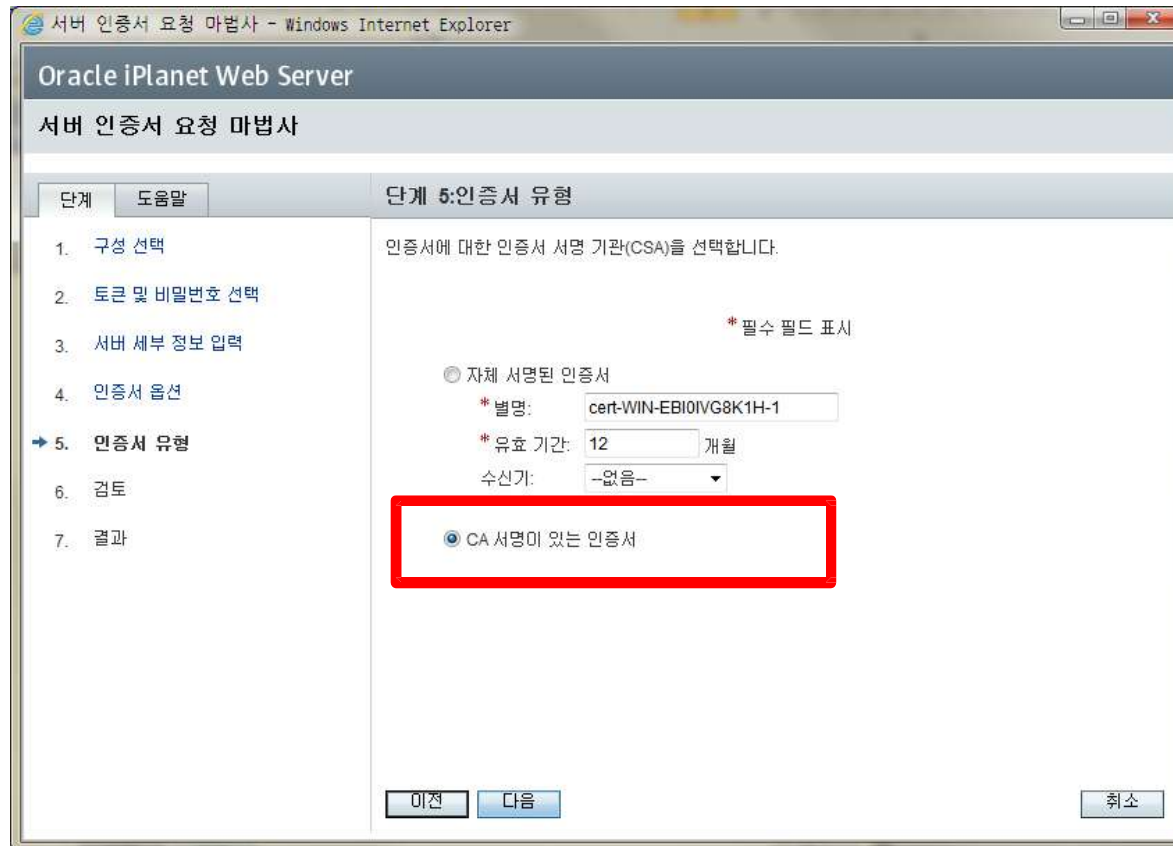 서버 인증서 요청 마법사 - Windows Internet Explorer
Oracle iPlanet Web Server
서버 인증서 요청 마법사
단계 도움말
1. 구성 선택
2. 토큰 및 비밀번호 선택
3. 서버 세부 정보 입력
4. 인증서 옵션
5. 인증서 유형
6. 검토
7. 결과
단계 5:인증서 유형
인증서에 대한 인증서 서명 기관(CSA)을 선택합니다.
* 필수 필드 표시
자체 서명된 인증서
* 별명: cert-WIN-EBI0IVG8K1H-1
* 유효 기간: 12 개월
수신기: --없음--
CA 서명이 있는 인증서
이전 다음 취소